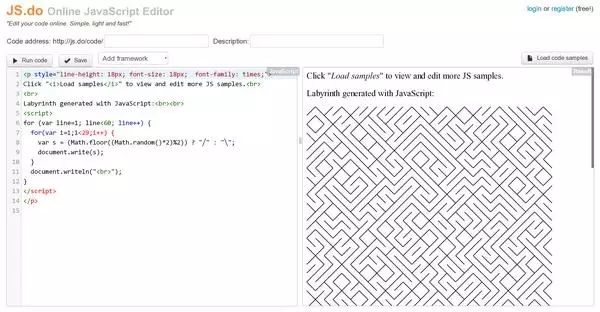 JS.do Online JavaScript Editor
login or register (free!)
"Edit your code online. Simple, light and fast!"
Code address: http://js.do/code/
Description:
Run code
Save
Add framework
Load code samples
JavaScript
Result
1 <p style="line-height: 18px; font-size: 18px;  font-family: times;">
2 Click "<i>Load samples</i>" to view and edit more JS samples.<br>
3 <br>
4 Labyrinth generated with JavaScript:<br><br>
5 <script>
6 for (var line=1; line<60; line++) {
7   for(var i=1;i<29;i++) {
8     var s = (Math.floor((Math.random()*2)%2)) ? "/" : "\";
9     document.write(s);
10   }
11   document.writeln("<br>");
12 }
13 </script>
14 </p>
15
Click "Load samples" to view and edit more JS samples.
Labyrinth generated with JavaScript: